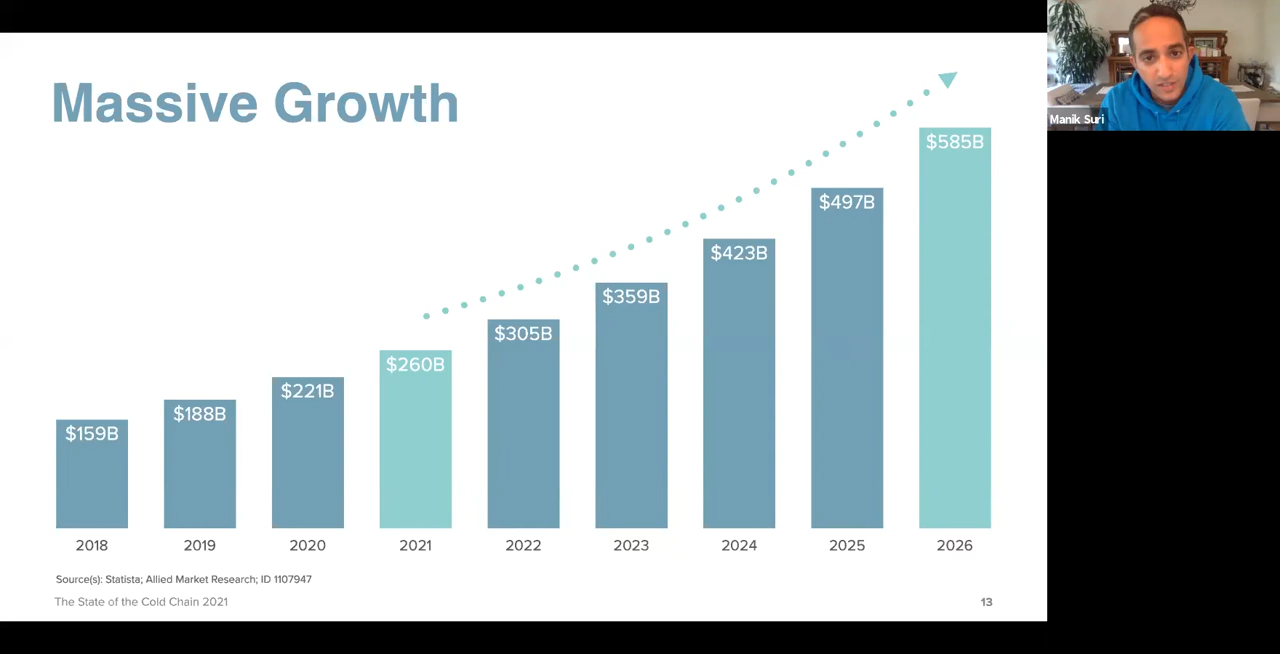 Massive Growth
Manik Suri
$159B
$188B
$221B
$260B
$305B
$359B
$423B
$497B
$585B
2018
2019
2020
2021
2022
2023
2024
2025
2026
Source(s): Statista; Allied Market Research; ID 1107947
The State of the Cold Chain 2021
13